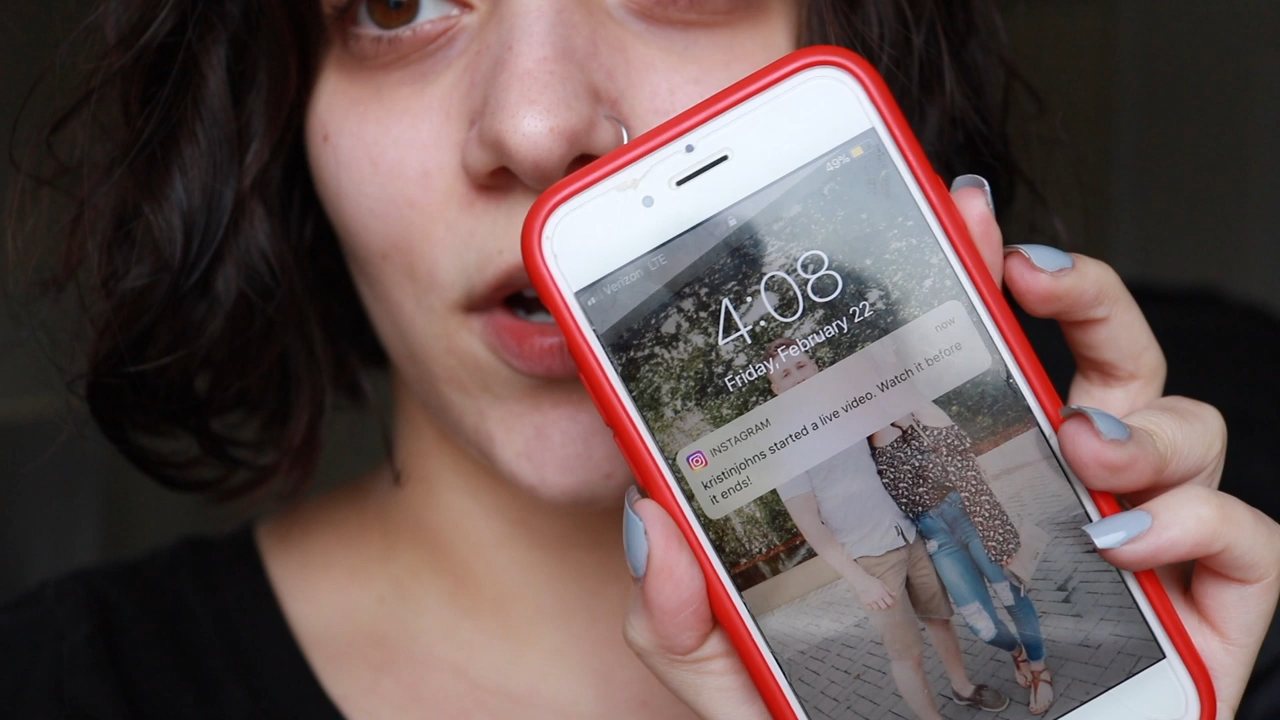 Verizon LTE
49%
4:08
Friday, February 22
INSTAGRAM
now
kristinjohns started a live video. Watch it before
it ends!